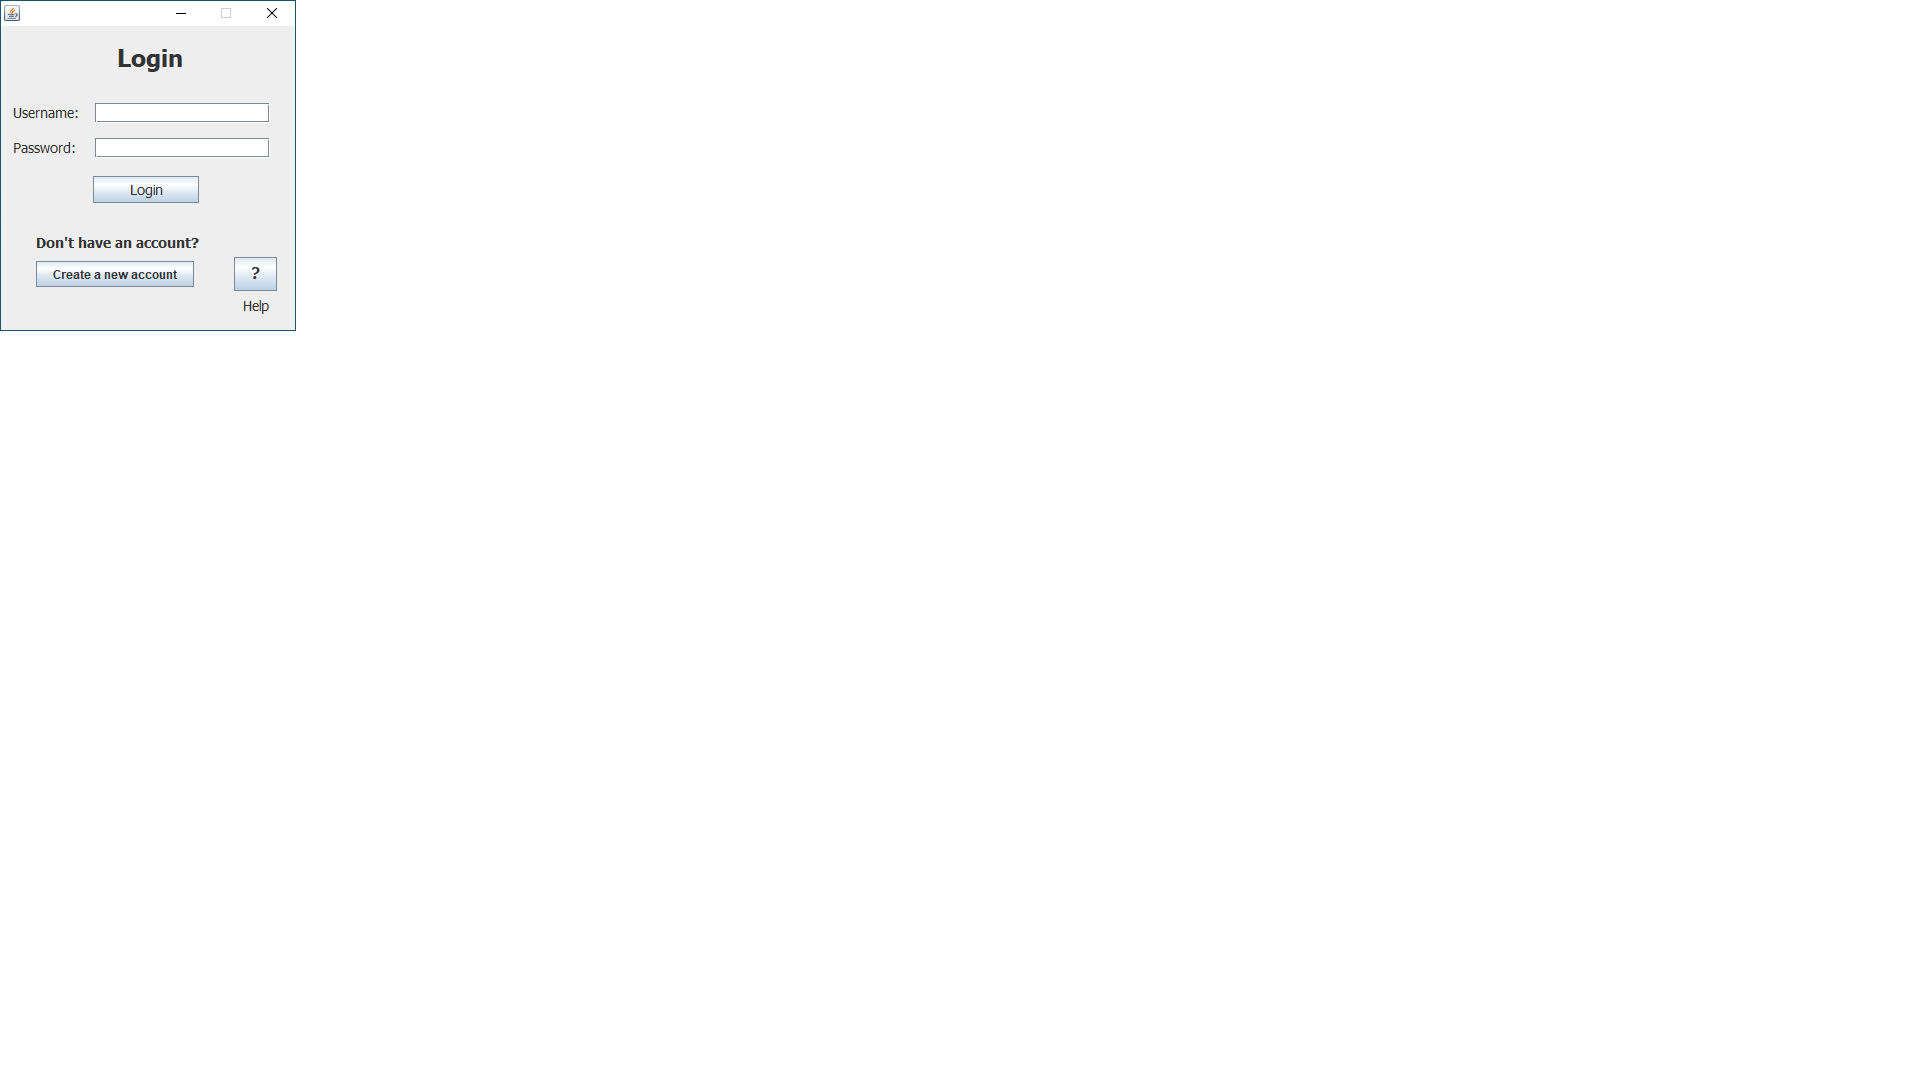 Login
Username:
Password:
Login
Don't have an account?
Create a new account
?
Help